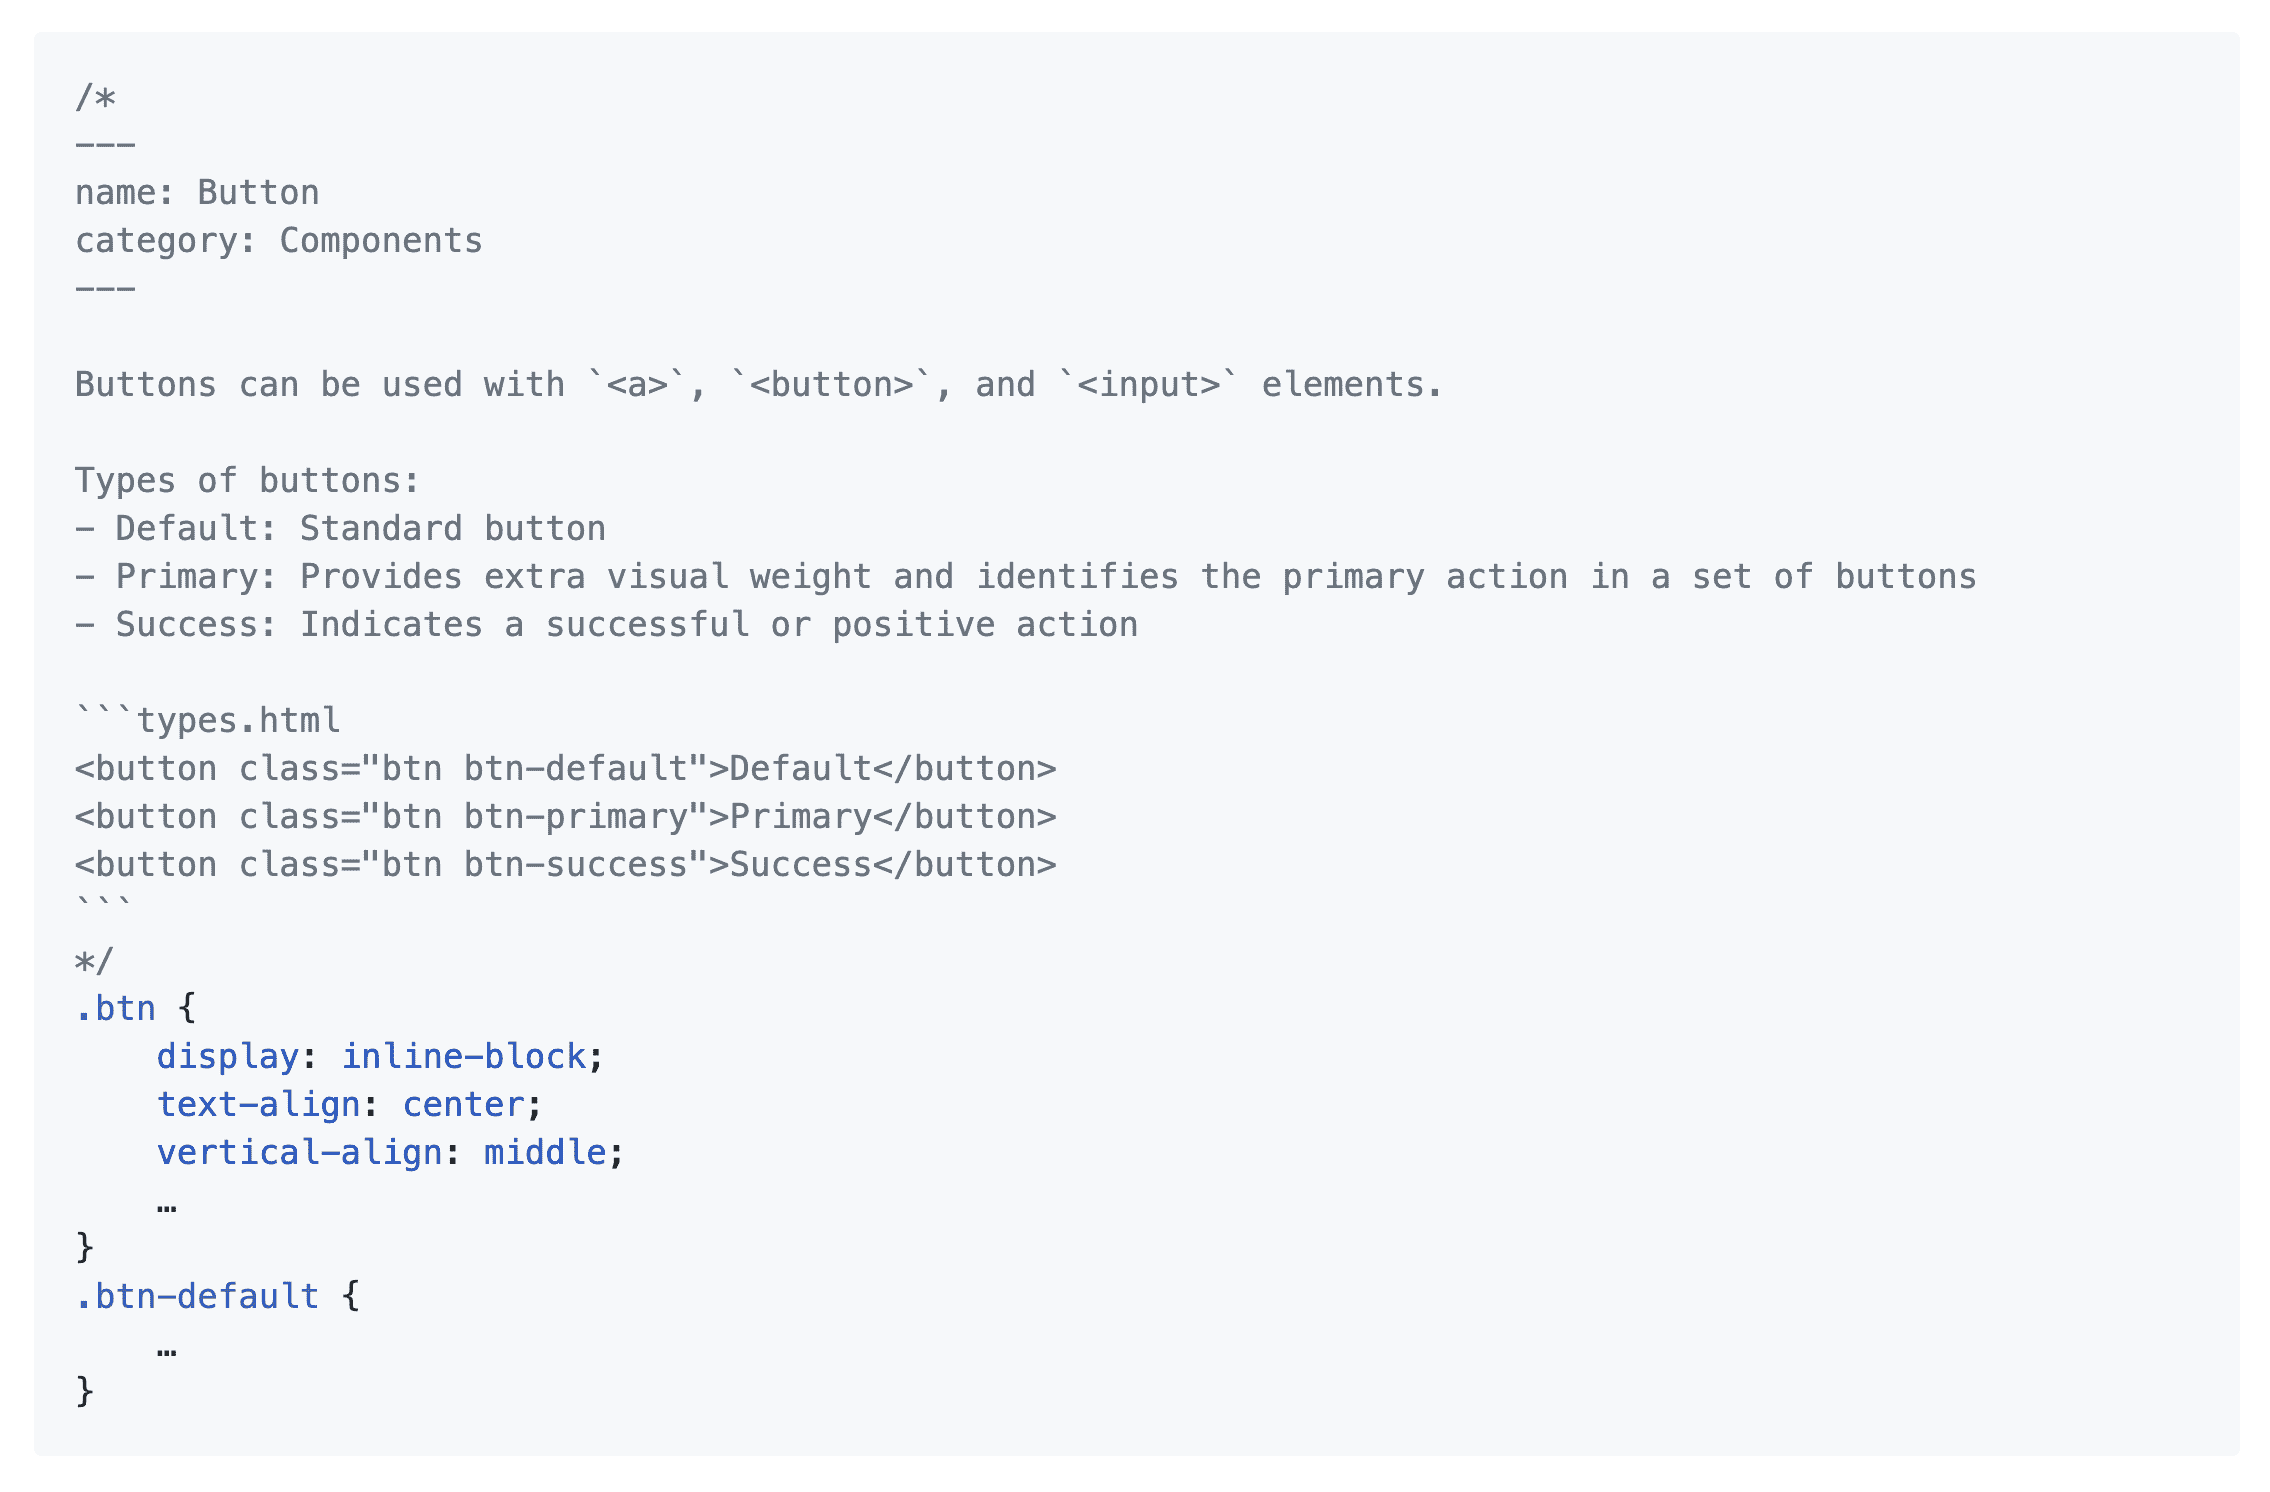 /*
---
name: Button
category: Components
---

Buttons can be used with `<a>`, `<button>`, and `<input>` elements.

Types of buttons:
- Default: Standard button
- Primary: Provides extra visual weight and identifies the primary action in a set of buttons
- Success: Indicates a successful or positive action

```types.html
<button class="btn btn-default">Default</button>
<button class="btn btn-primary">Primary</button>
<button class="btn btn-success">Success</button>
```
*/
.btn {
    display: inline-block;
    text-align: center;
    vertical-align: middle;
    …
}
.btn-default {
    …
}